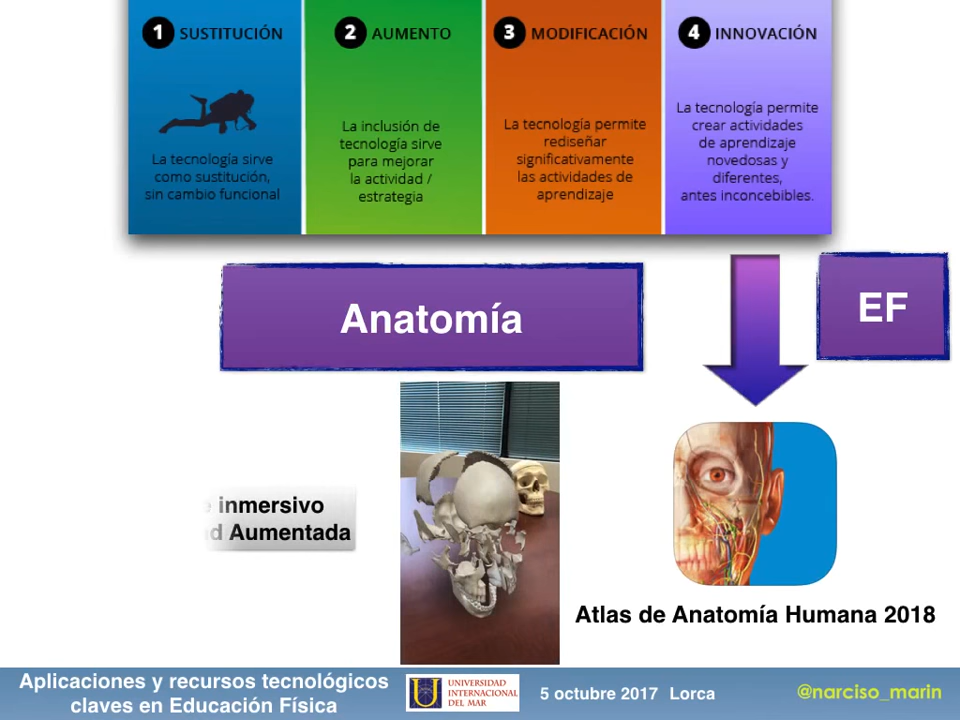 1 SUSTITUCIÓN
La tecnología sirve
como sustitución,
sin cambio funcional
2 AUMENTO
La inclusión de
tecnología sirve
para mejorar
la actividad /
estrategia
3 MODIFICACIÓN
La tecnología permite
rediseñar
significativamente
las actividades de
aprendizaje
4 INNOVACIÓN
La tecnología permite
crear actividades
de aprendizaje
novedosas y
diferentes,
antes inconcebibles.
Anatomía
EF
inmersivo
Aumentada
Atlas de Anatomía Humana 2018
Aplicaciones y recursos tecnológicos
claves en Educación Física
UNIVERSIDAD
INTERNACIONAL
DEL MAR
5 octubre 2017 Lorca
@narciso_marin